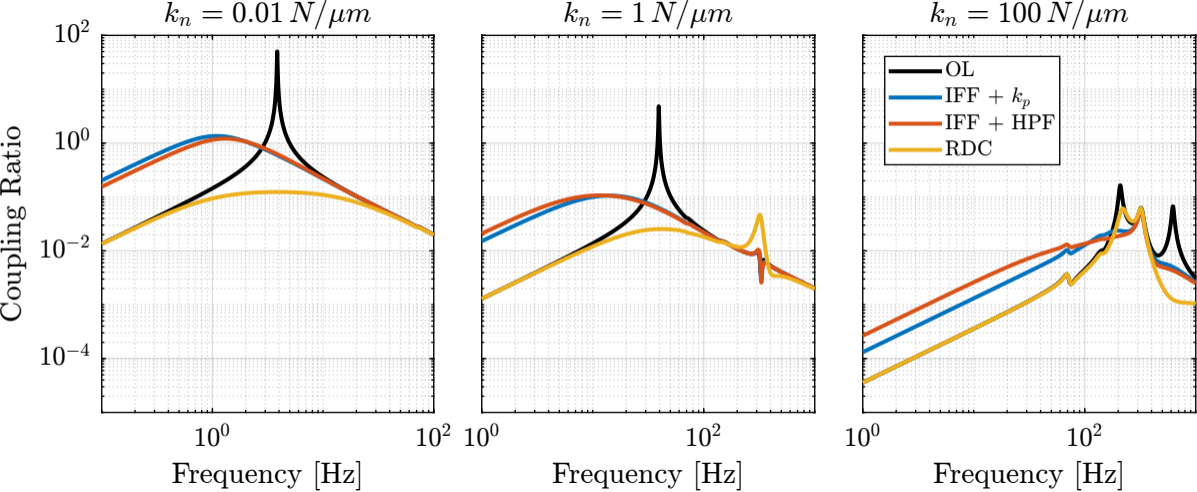 k_n = 0.01 N/μm
k_n = 1 N/μm
k_n = 100 N/μm
Coupling Ratio
10^2
10^0
10^{-2}
10^{-4}
OL
IFF + k_p
IFF + HPF
RDC
10^0
10^2
10^0
10^2
10^0
10^2
Frequency [Hz]
Frequency [Hz]
Frequency [Hz]